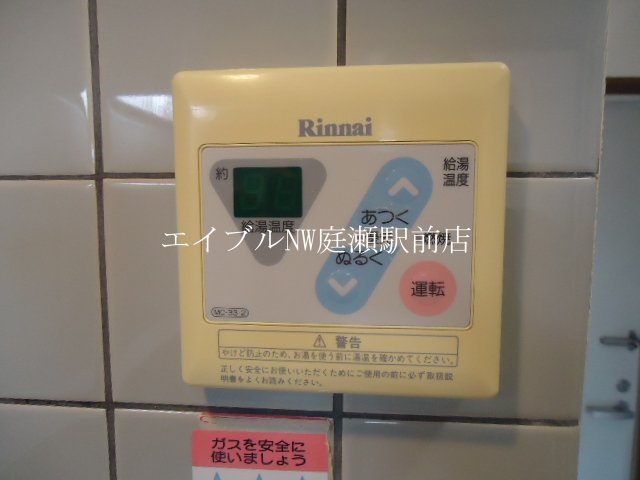 Rinnai
約
給湯温度
給湯
温度
あつく
エイブルNW庭瀬駅前店
ぬるく
運転
MC-33-2
警告
やけど防止のため、お湯を使う前に湯温を確かめてください。
正しく安全にお使いいただくためにご使用の前に必ず取扱説
明書をよくお読みください。
ガスを安全に
使いましょう